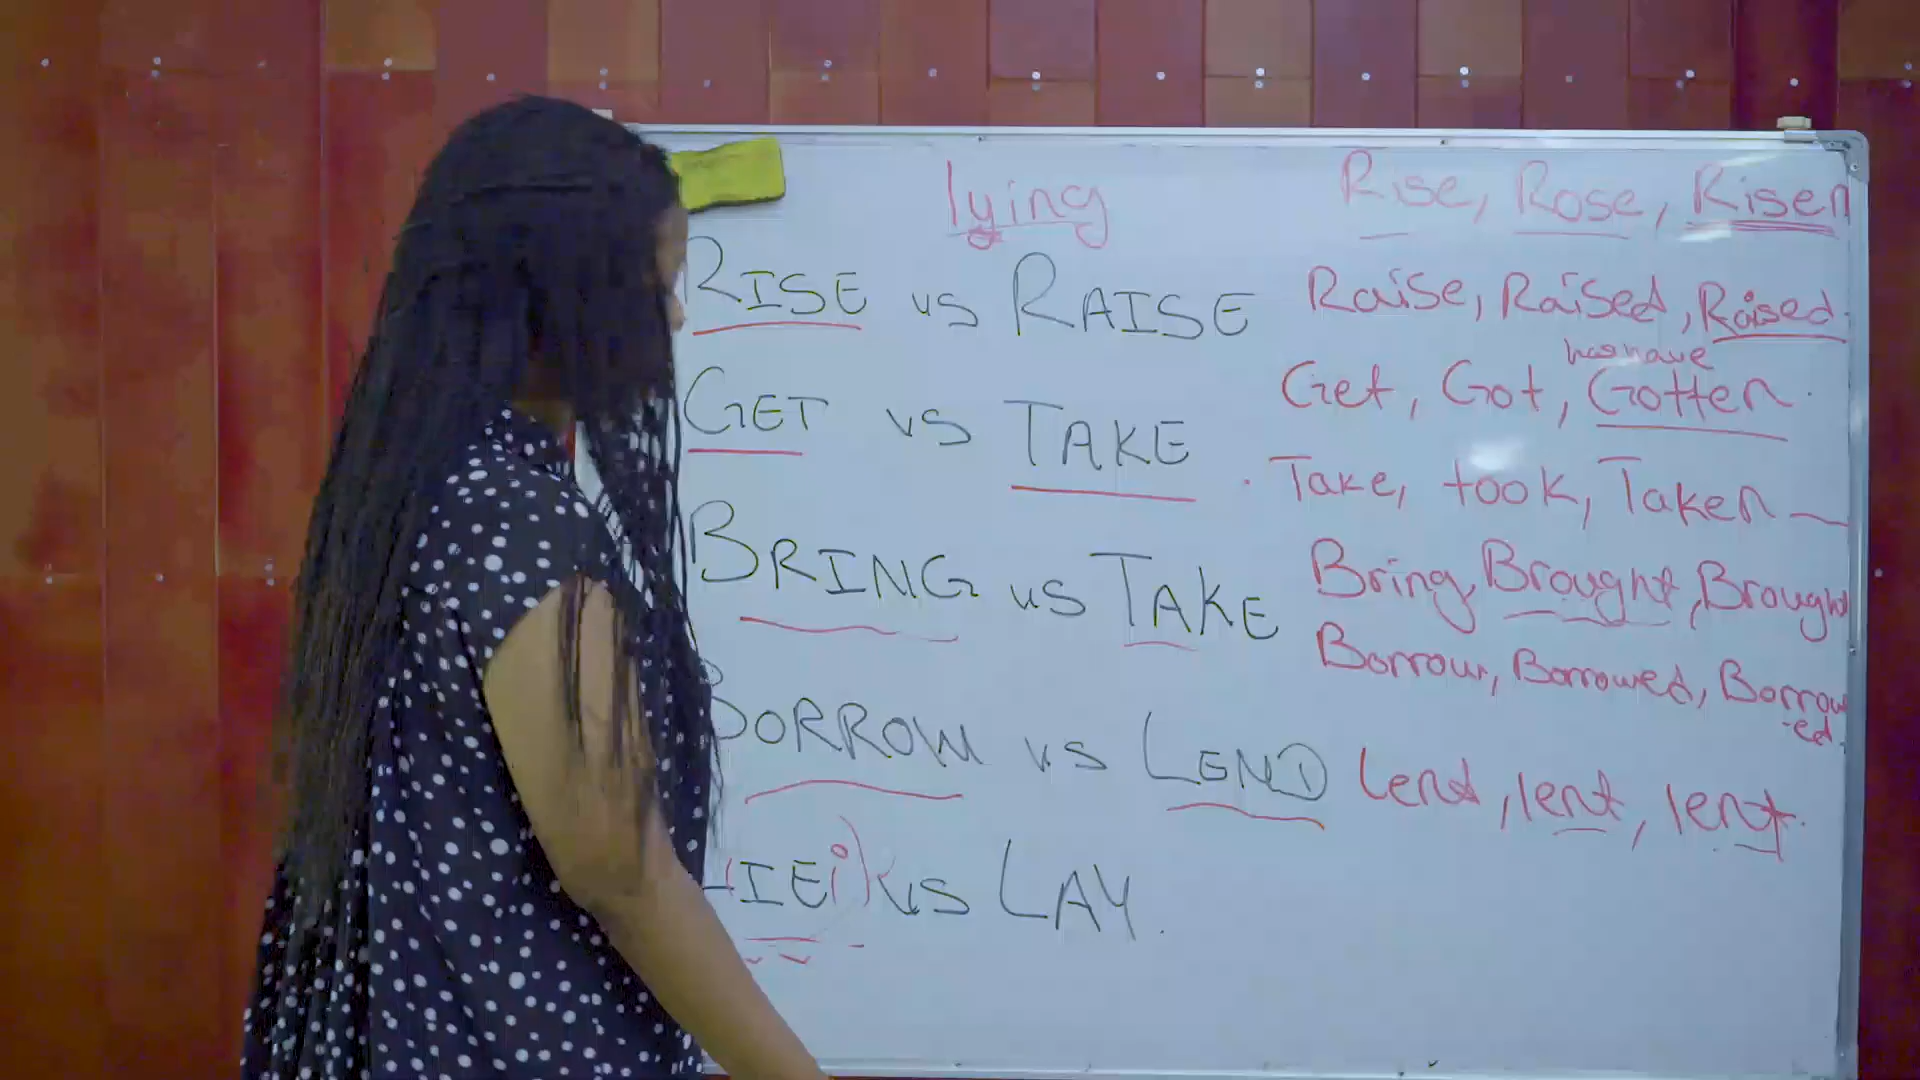 lying
Rise, Rose, Risen
RISE vs RAISE
Raise, Raised, Raised.
has have
GET vs TAKE
Get, Got, Gotten.
Take, took, Taken
BRING vs TAKE
Bring, Brought, Brought
Borrow, Borrowed, Borrow
-ed.
BORROW vs LEND
Lend, lent, lent.
LIE vs LAY.